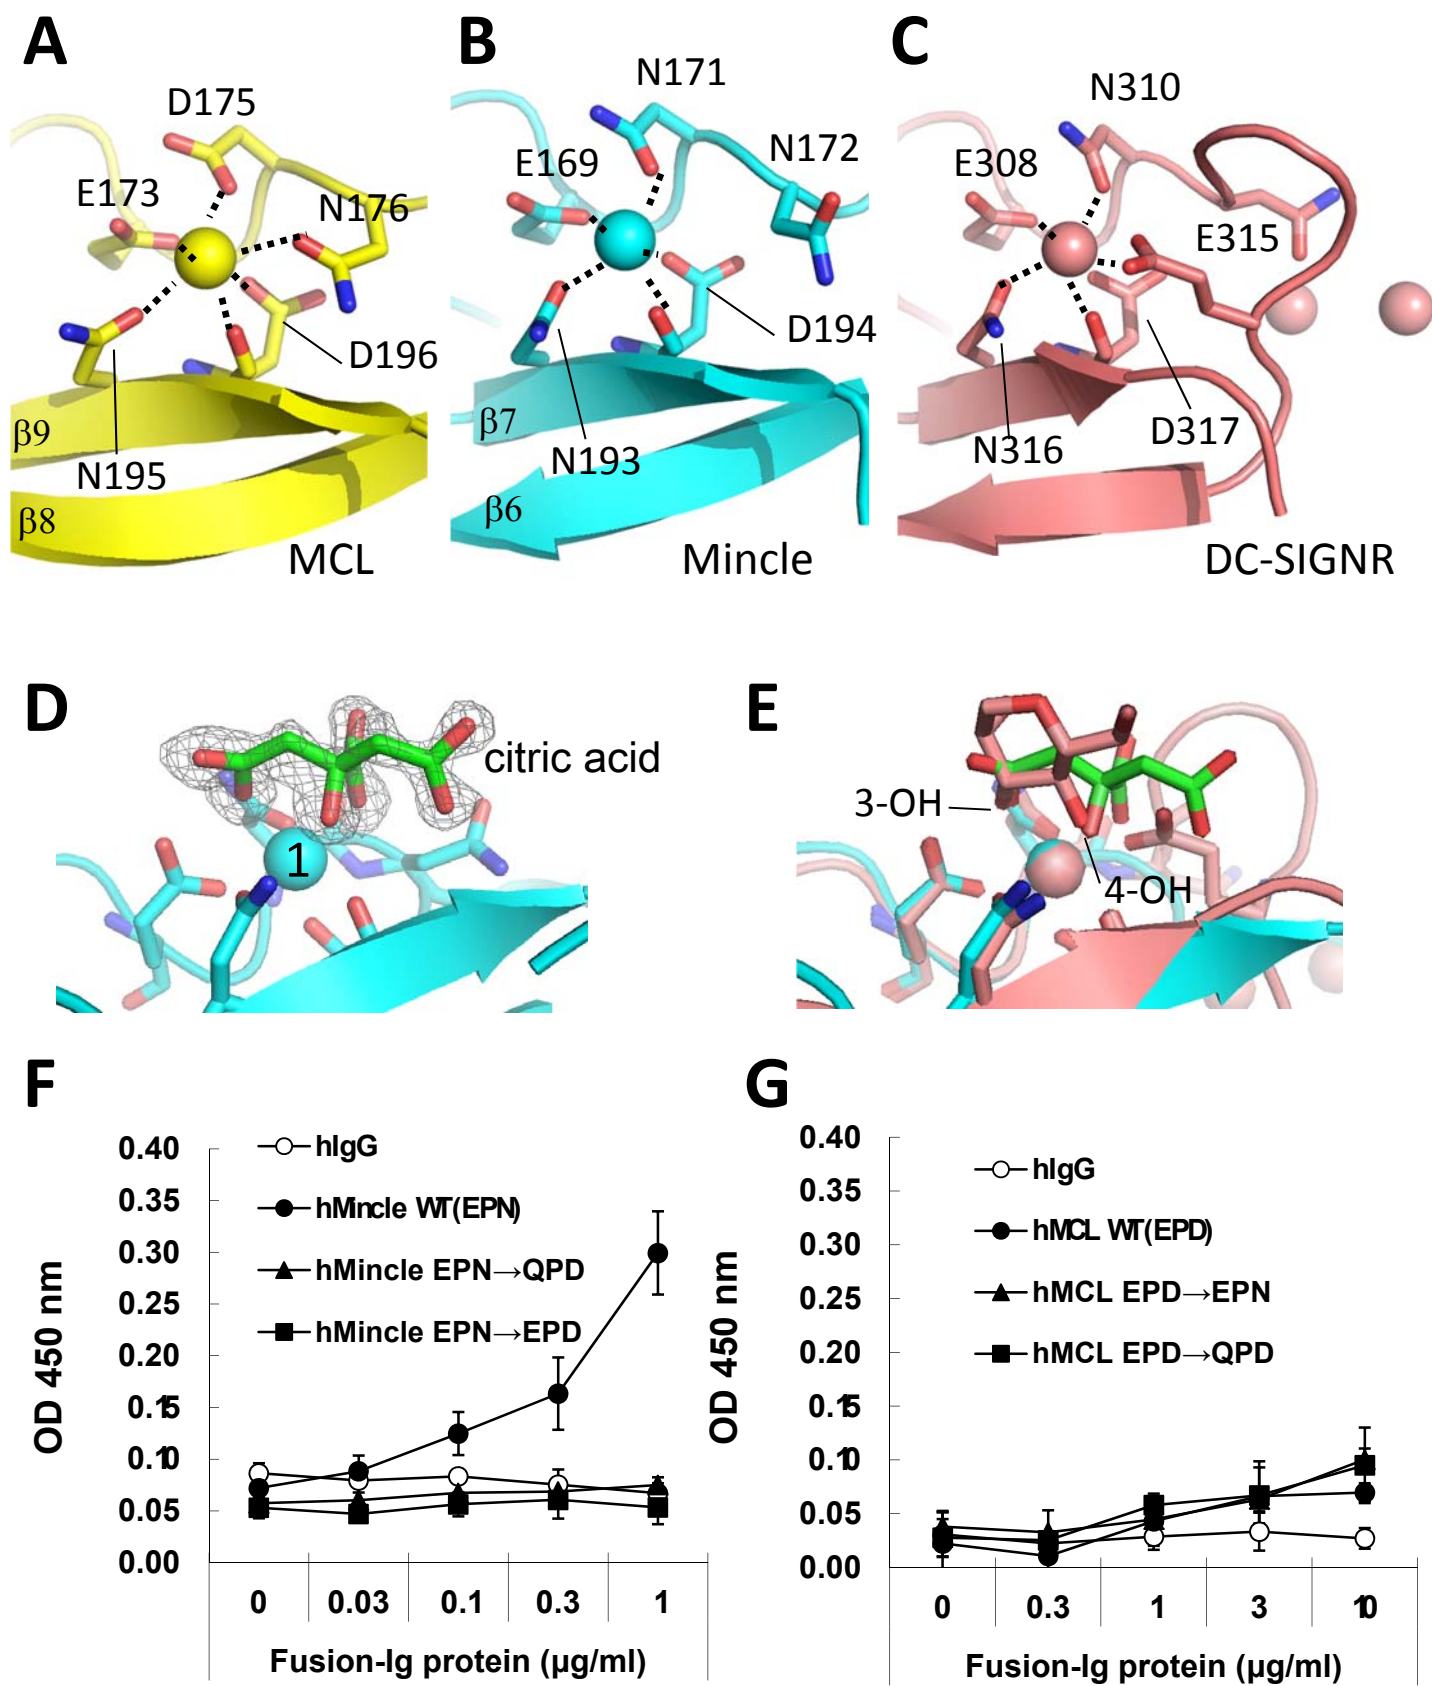 A
B
C
D175
E173
N176
D196
N195
β9
β8
MCL
N171
E169
N172
D194
N193
β7
β6
Mincle
N310
E308
E315
N316
D317
DC-SIGNR
D
citric acid
1
E
3-OH
4-OH
F
0.40
0.35
0.30
0.25
0.20
0.15
0.10
0.05
0.00
OD 450 nm
hIgG
hMincle WT(EPN)
hMincle EPN→QPD
hMincle EPN→EPD
0 0.03 0.1 0.3 1
Fusion-Ig protein (μg/ml)
G
0.40
0.35
0.30
0.25
0.20
0.15
0.10
0.05
0.00
OD 450 nm
hIgG
hMCL WT(EPD)
hMCL EPD→EPN
hMCL EPD→QPD
0 0.3 1 3 10
Fusion-Ig protein (μg/ml)